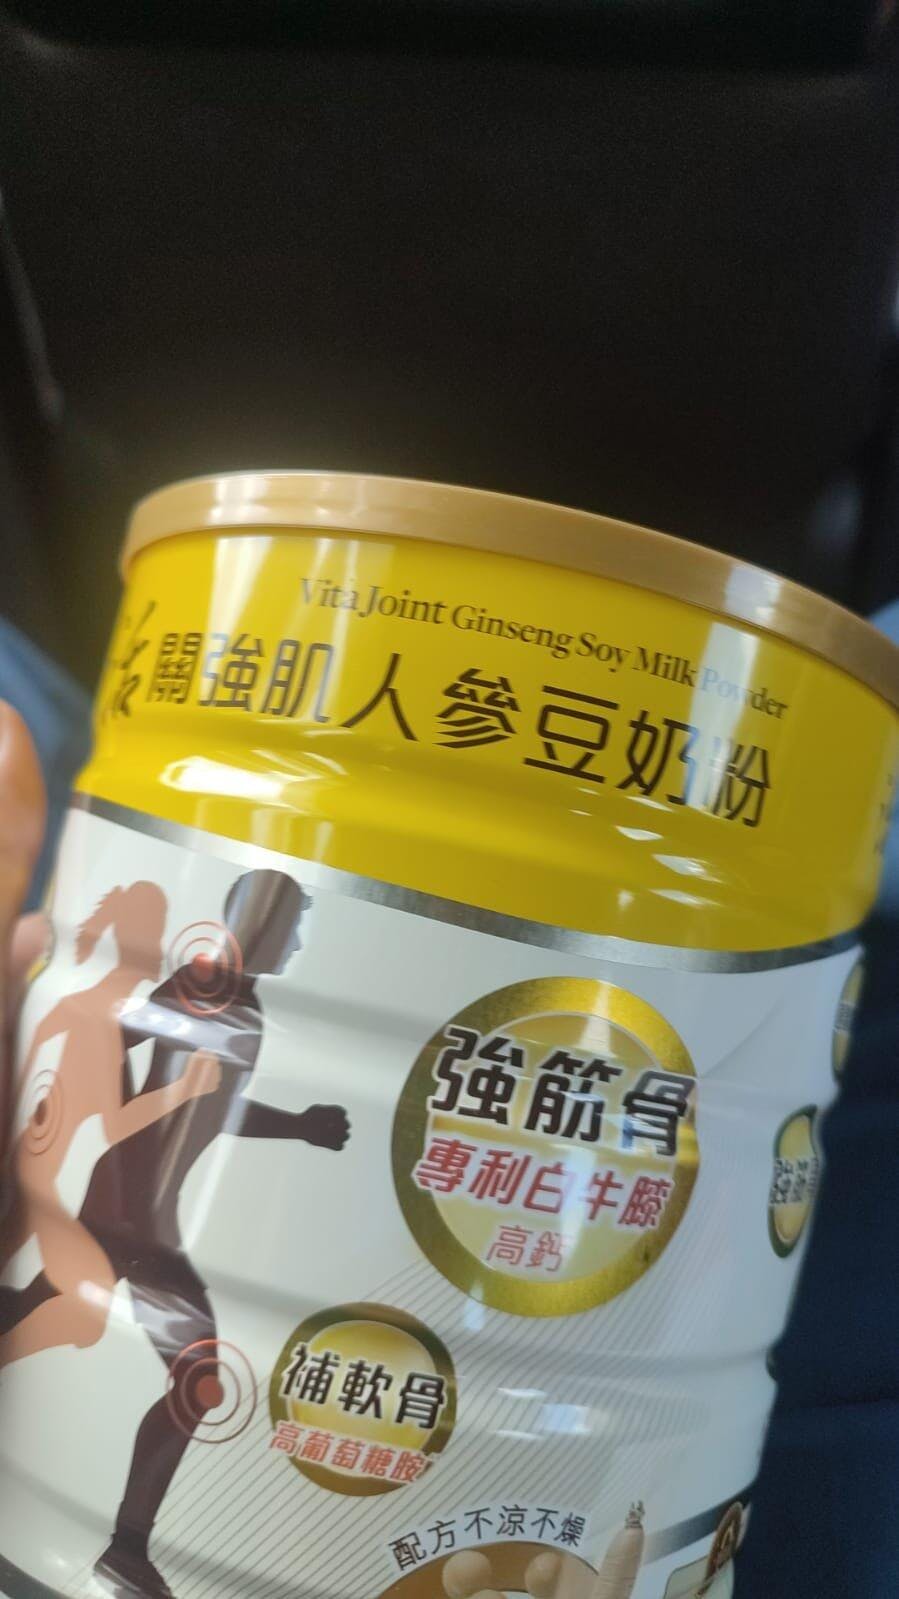 Vita Joint Ginseng Soy Milk Powder
活關強肌人參豆奶粉
強筋骨
專利白牛膝
高鈣
補軟骨
高葡萄糖胺
配方不涼不燥